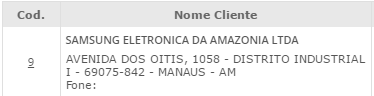 Cod. Nome Cliente
9 SAMSUNG ELETRONICA DA AMAZONIA LTDA
AVENIDA DOS OITIS, 1058 - DISTRITO INDUSTRIAL
I - 69075-842 - MANAUS - AM
Fone: